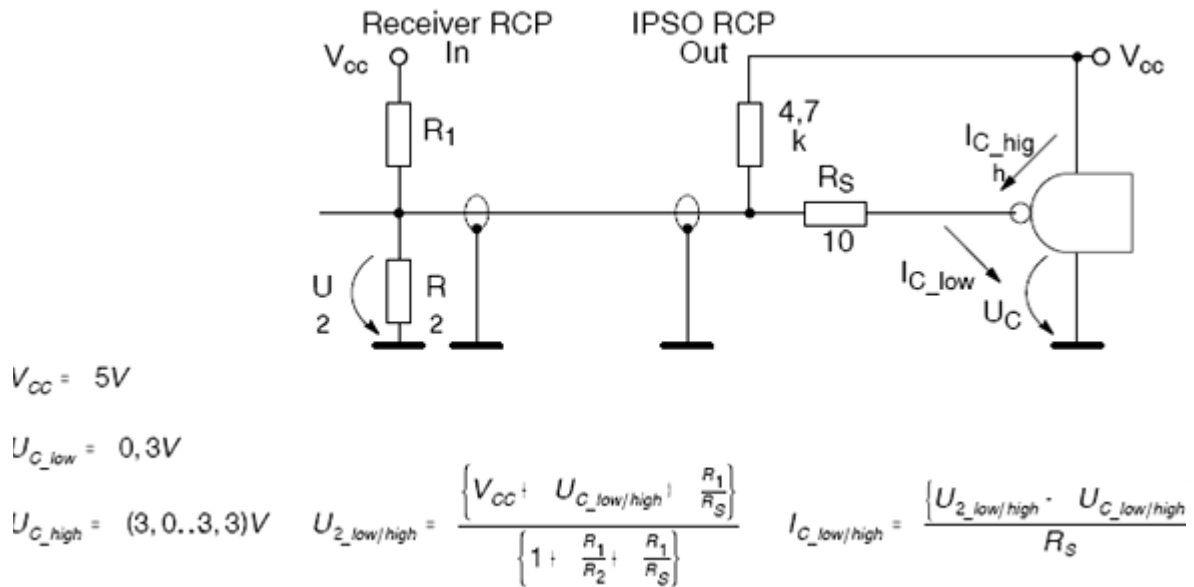 Receiver RCP
In
IPSO RCP
Out
Vcc
Vcc
R1
4,7
k
IC_hig
h
RS
10
IC_low
UC
U
2
R
2
VCC = 5V
UC_low = 0,3V
UC_high = (3,0..3,3)V
U2_low/high = {VCC + UC_low/high · R1/RS} / {1 + R1/R2 + R1/RS}
IC_low/high = {U2_low/high - UC_low/high} / RS